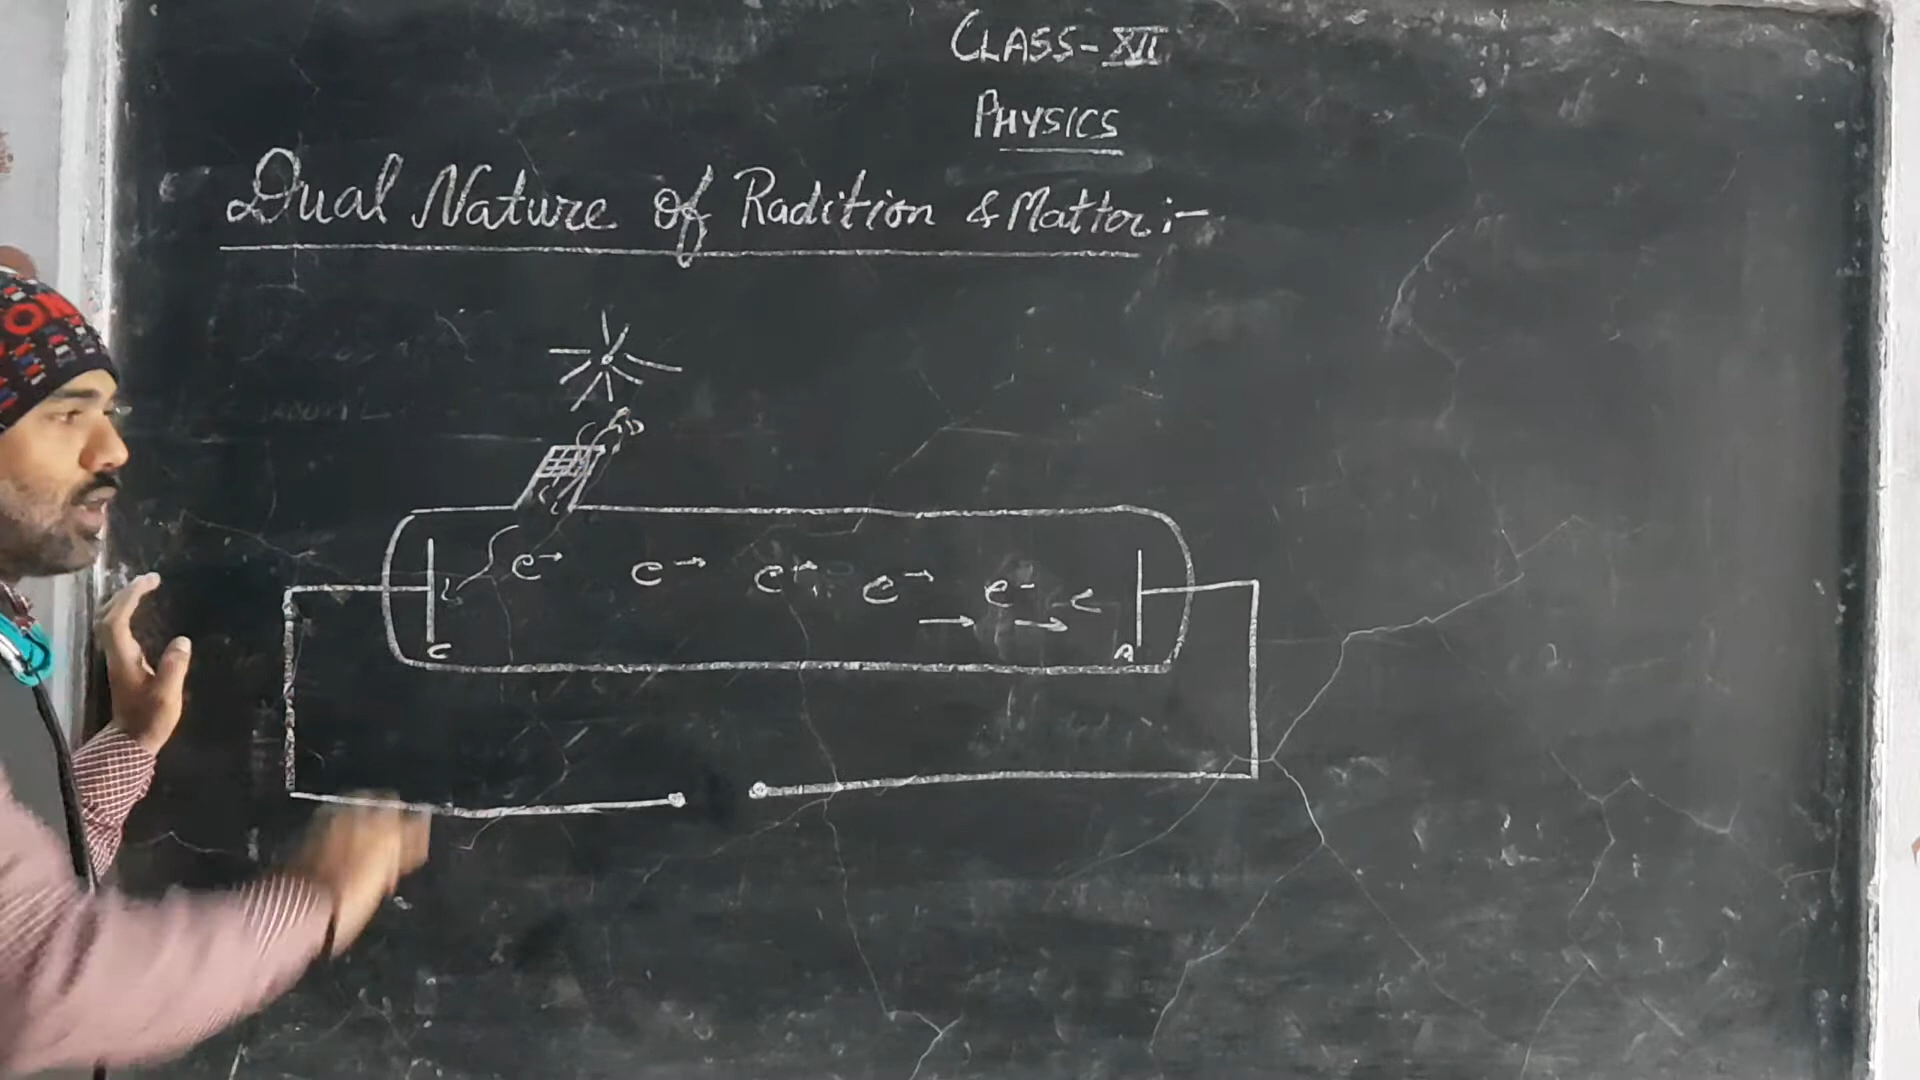 CLASS-XII
PHYSICS
Dual Nature of Radition & Matter:-
e→ e→ e→ e→ e- e
C A